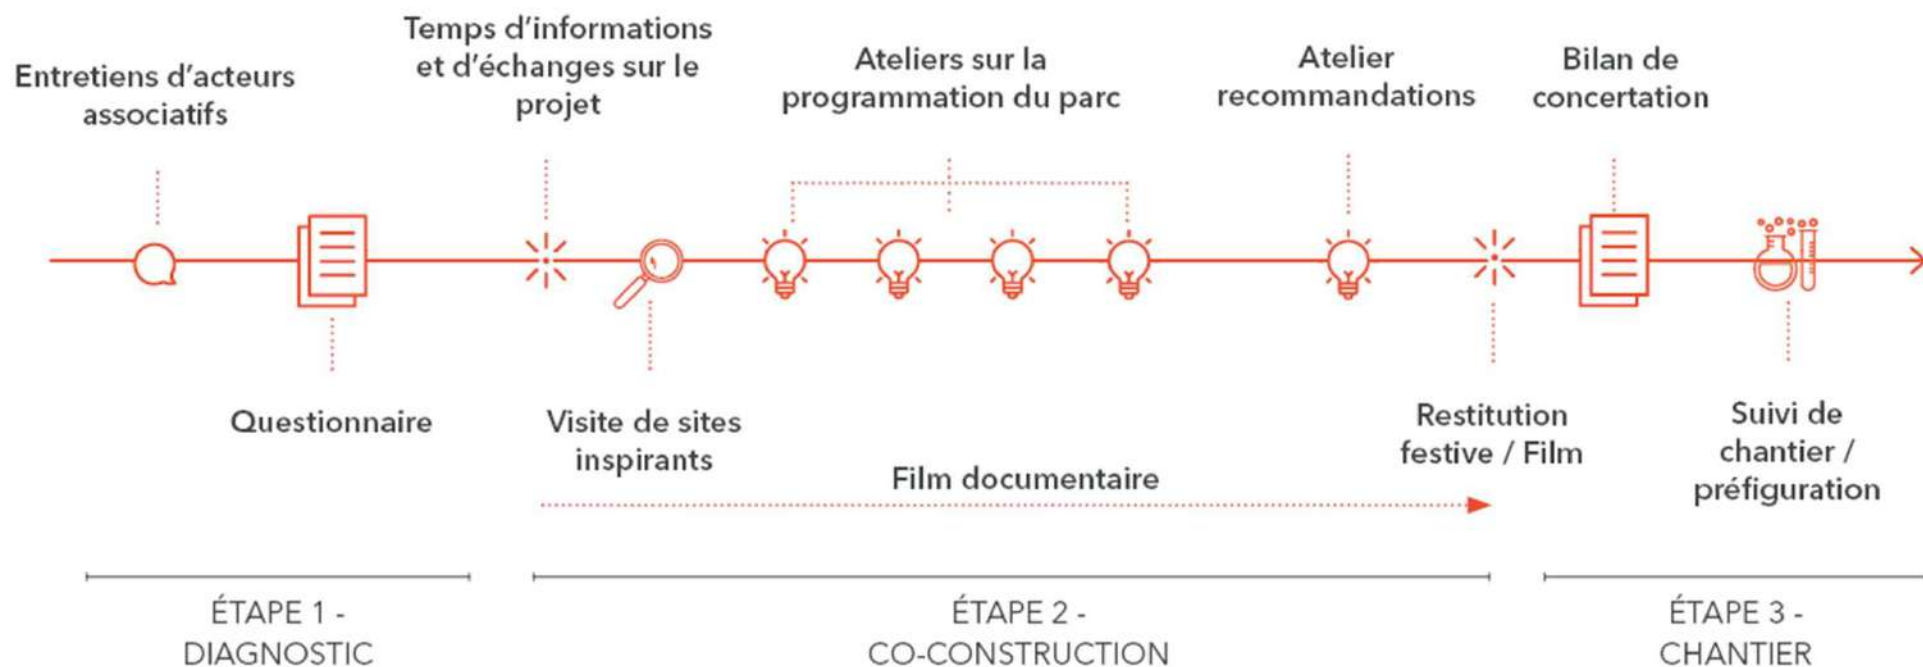 Entretiens d'acteurs
associatifs
Temps d'informations
et d'échanges sur le
projet
Ateliers sur la
programmation du parc
Atelier
recommandations
Bilan de
concertation
Questionnaire
Visite de sites
inspirants
Film documentaire
Restitution
festive / Film
Suivi de
chantier /
préfiguration
ÉTAPE 1 -
DIAGNOSTIC
ÉTAPE 2 -
CO-CONSTRUCTION
ÉTAPE 3 -
CHANTIER